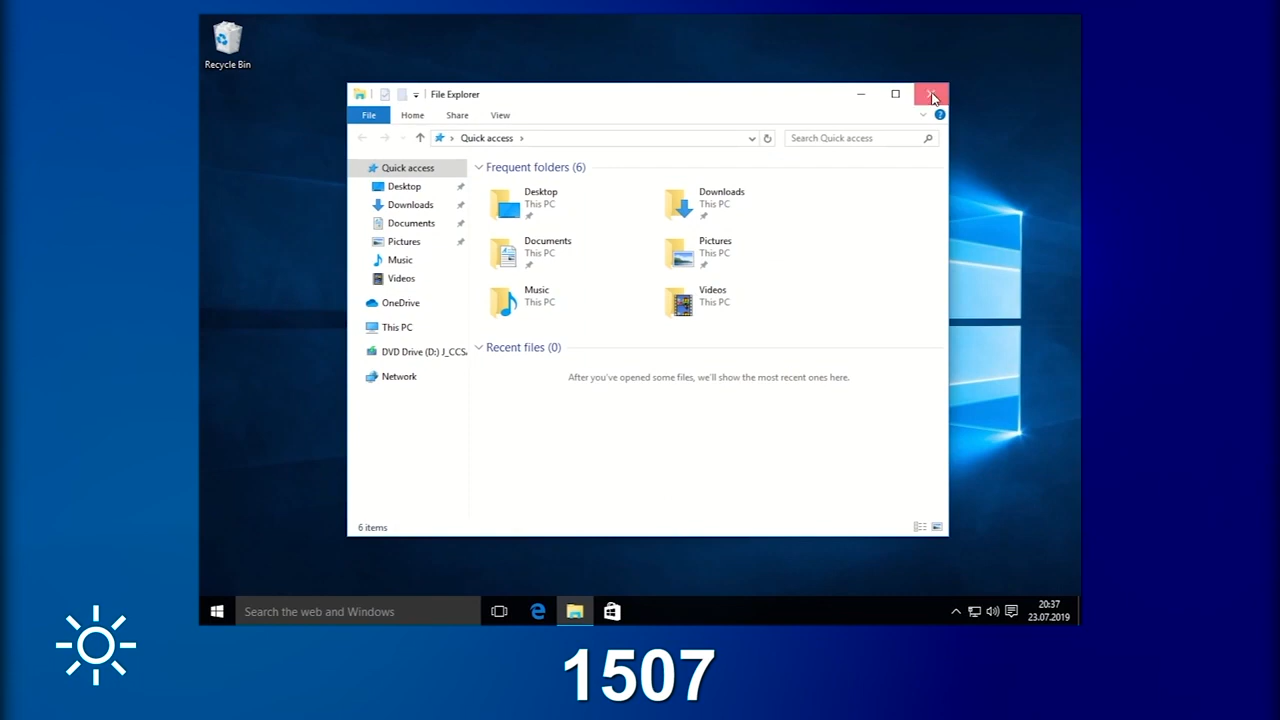 Recycle Bin
File Explorer
File Home Share View
Quick access
Search Quick access
Quick access
Desktop
Downloads
Documents
Pictures
Music
Videos
OneDrive
This PC
DVD Drive (D:) J_CCS
Network
Frequent folders (6)
Desktop
This PC
Downloads
This PC
Documents
This PC
Pictures
This PC
Music
This PC
Videos
This PC
Recent files (0)
After you've opened some files, we'll show the most recent ones here.
6 items
Search the web and Windows
20:37
23.07.2019
1507